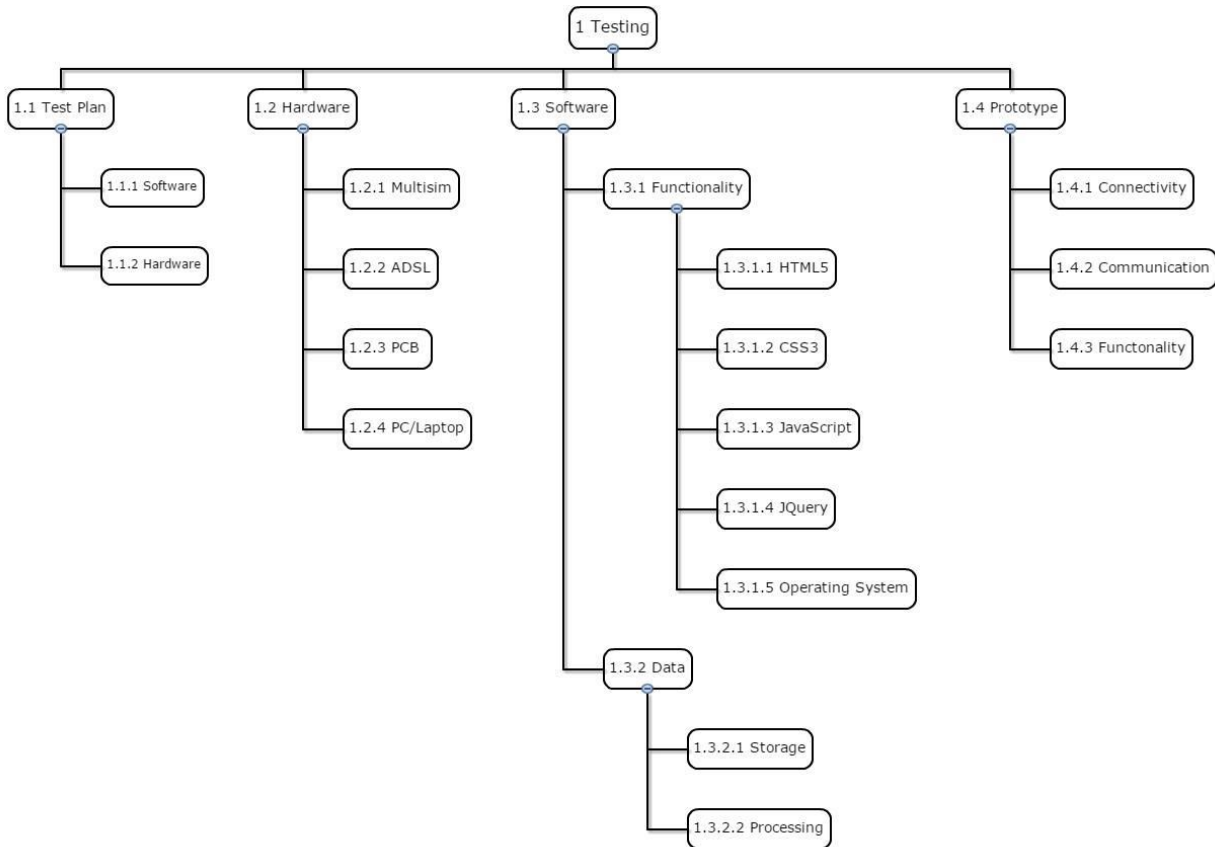 1 Testing
1.1 Test Plan
1.1.1 Software
1.1.2 Hardware
1.2 Hardware
1.2.1 Multisim
1.2.2 ADSL
1.2.3 PCB
1.2.4 PC/Laptop
1.3 Software
1.3.1 Functionality
1.3.1.1 HTML5
1.3.1.2 CSS3
1.3.1.3 JavaScript
1.3.1.4 JQuery
1.3.1.5 Operating System
1.3.2 Data
1.3.2.1 Storage
1.3.2.2 Processing
1.4 Prototype
1.4.1 Connectivity
1.4.2 Communication
1.4.3 Functonality